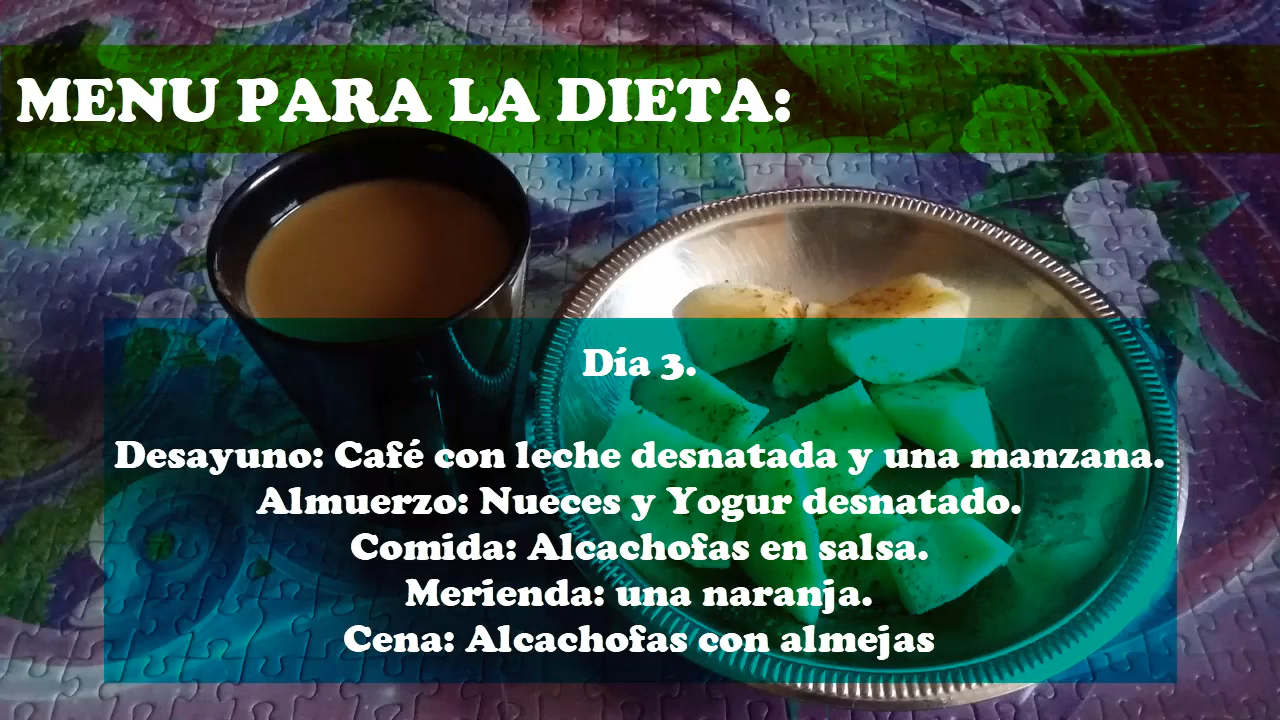 MENU PARA LA DIETA:
Día 3.
Desayuno: Café con leche desnatada y una manzana.
Almuerzo: Nueces y Yogur desnatado.
Comida: Alcachofas en salsa.
Merienda: una naranja.
Cena: Alcachofas con almejas